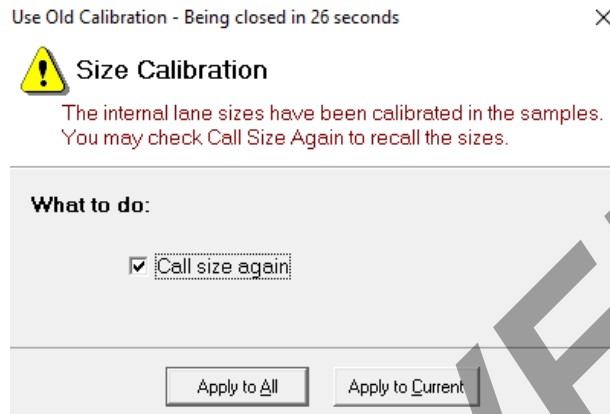 Use Old Calibration - Being closed in 26 seconds
Size Calibration
The internal lane sizes have been calibrated in the samples.
You may check Call Size Again to recall the sizes.
What to do:
Call size again
Apply to All
Apply to Current